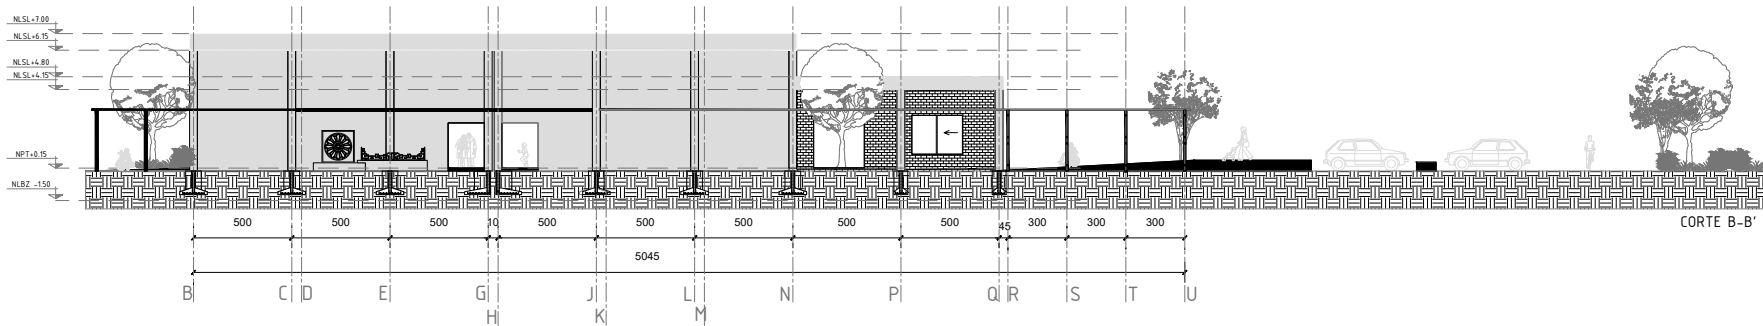 NLSL+7.00
NLSL+6.15
NLSL+4.80
NLSL+4.15
NPT+0.15
NLBZ -1.50
500 500 500 10 500 500 500 500 500 45 300 300 300
CORTE B-B'
5045
B C D E G H J K L M N P Q R S T U